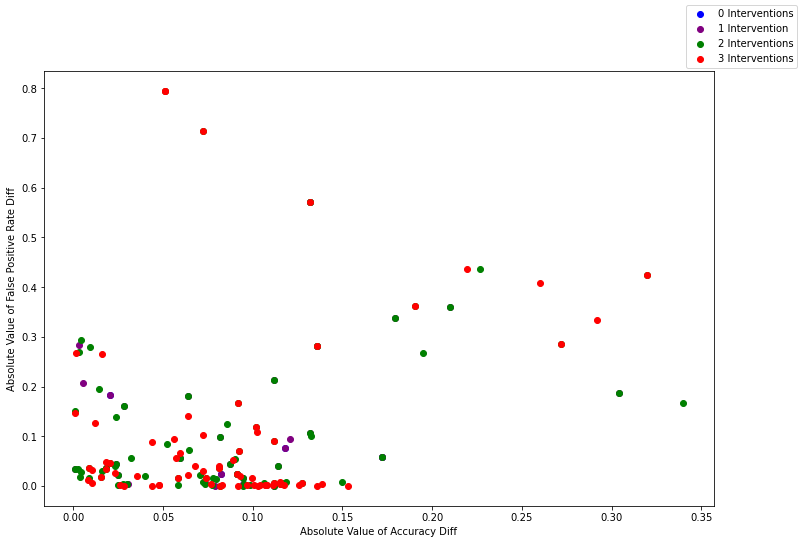 0 Interventions
1 Intervention
2 Interventions
3 Interventions
0.8
0.7
0.6
0.5
0.4
0.3
0.2
0.1
0.0
Absolute Value of False Positive Rate Diff
0.00 0.05 0.10 0.15 0.20 0.25 0.30 0.35
Absolute Value of Accuracy Diff